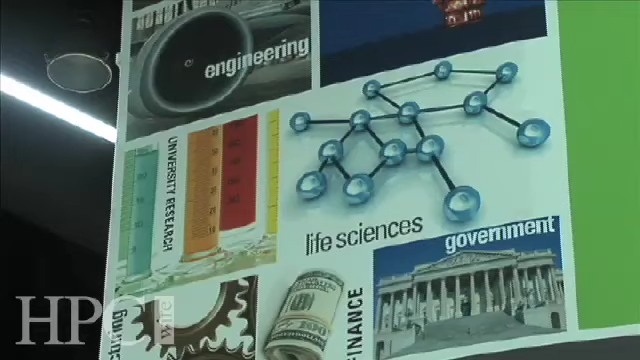 engineering
UNIVERSITY RESEARCH
life sciences
government
FINANCE
HPC
wire